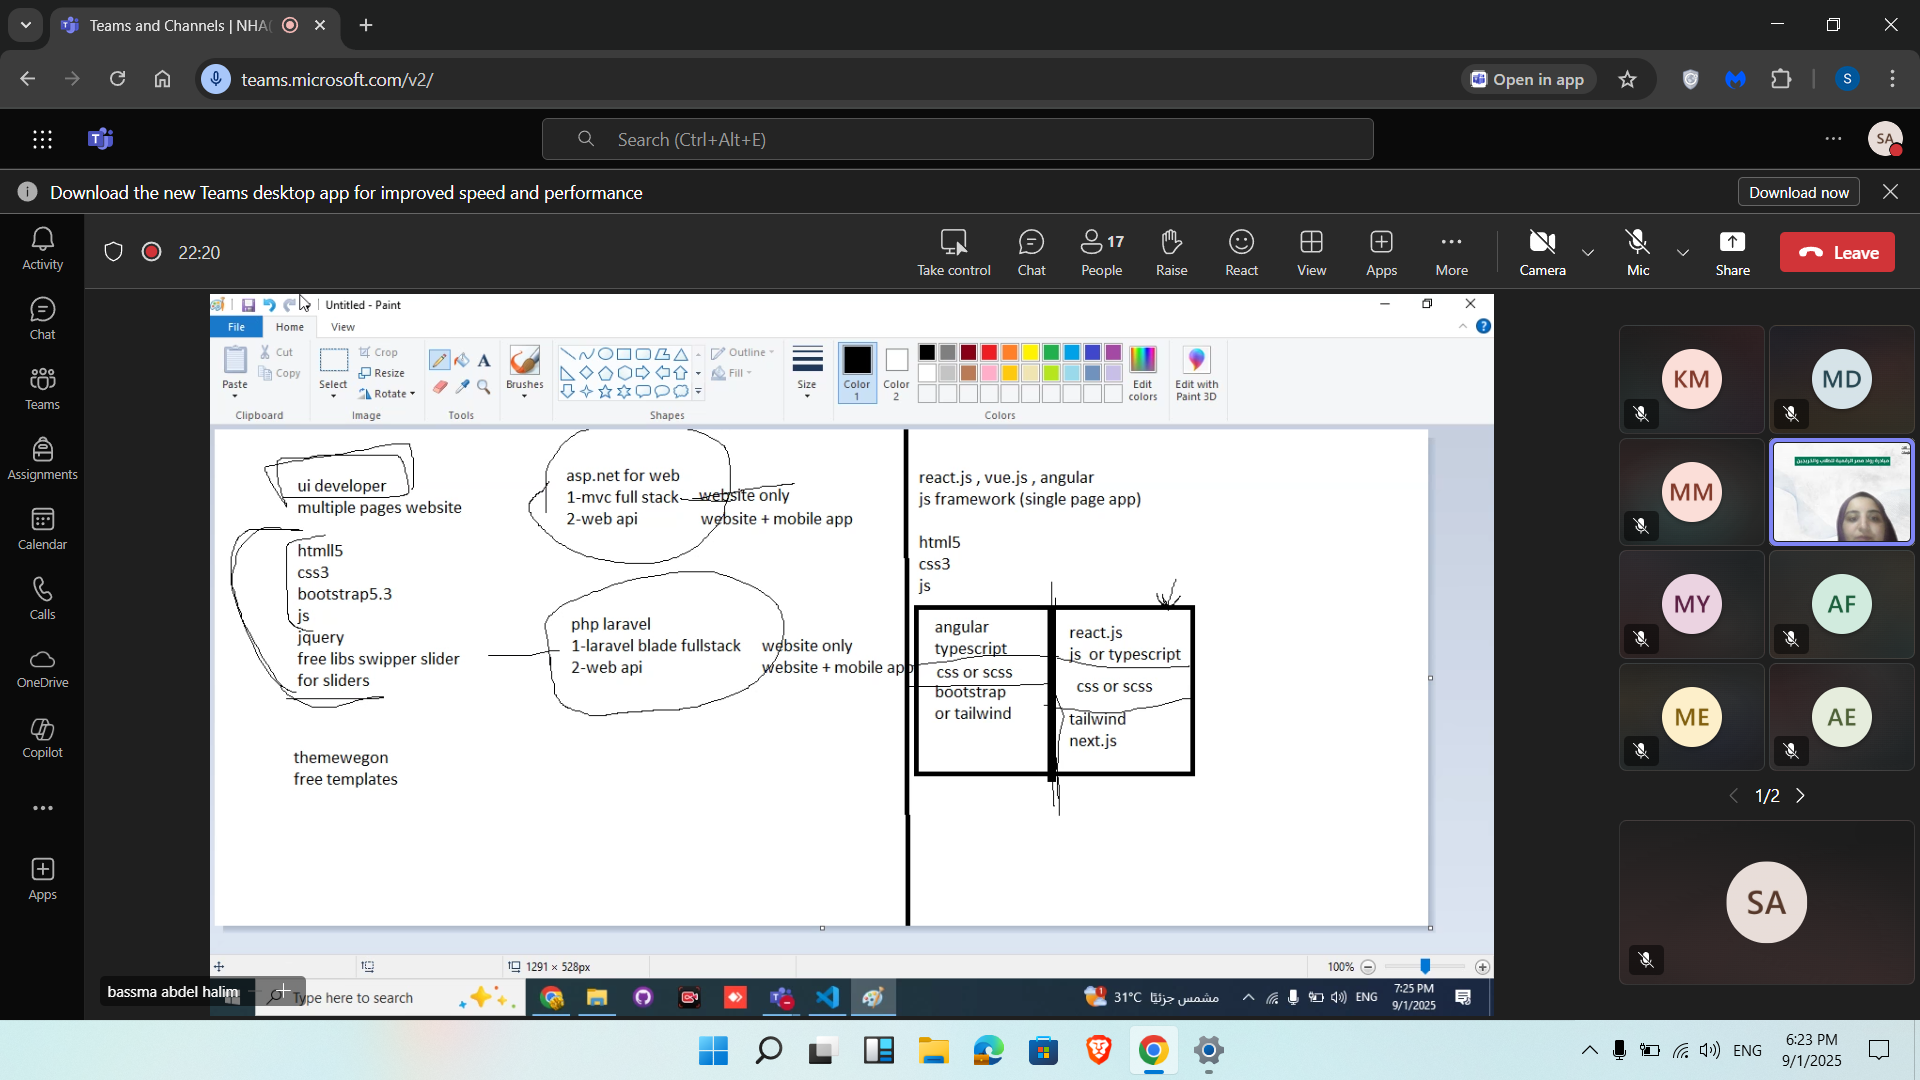 Teams and Channels | NHA
teams.microsoft.com/v2/
Open in app
S
Search (Ctrl+Alt+E)
SA
Download the new Teams desktop app for improved speed and performance
Download now
Activity
Chat
Teams
Assignments
Calendar
Calls
OneDrive
Copilot
Apps
22:20
Take control
Chat
17
People
Raise
React
View
Apps
More
Camera
Mic
Share
Leave
Untitled - Paint
File
Home
View
Paste
Cut
Copy
Clipboard
Select
Crop
Resize
Rotate
Image
Tools
Brushes
Outline
Fill
Shapes
Size
Color 1
Color 2
Edit colors
Colors
Edit with Paint 3D
ui developer
multiple pages website
htmll5
css3
bootstrap5.3
js
jquery
free libs swipper slider
for sliders
themewegon
free templates
asp.net for web
1-mvc full stack website only
2-web api website + mobile app
php laravel
1-laravel blade fullstack website only
2-web api website + mobile app
react.js , vue.js , angular
js framework (single page app)
html5
css3
js
angular
typescript
css or scss
bootstrap
or tailwind
react.js
js or typescript
css or scss
tailwind
next.js
1291 × 528px
100%
bassma abdel halim
Type here to search
31°C مشمس جزئيًا
ENG
7:25 PM
9/1/2025
KM
MD
MM
مبادرة رواد مصر الرقمية للطلاب والخريجين
MY
AF
ME
AE
1/2
SA
ENG
6:23 PM
9/1/2025